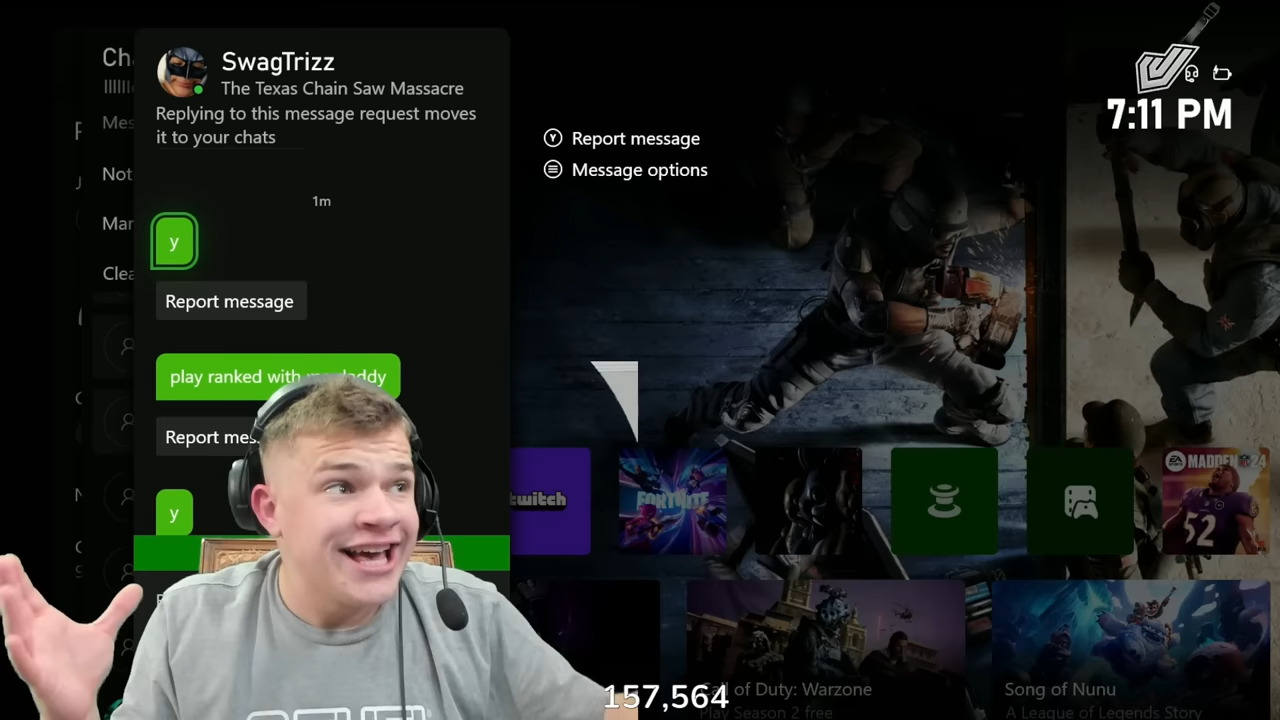 SwagTrizz
The Texas Chain Saw Massacre
Replying to this message request moves
it to your chats
1m
y
Report message
play ranked with
Report
y
Cha
Mes
Not
Mar
Clea
Report message
Message options
7:11 PM
twitch
FORTNITE
EA
MADDEN 24
52
Call of Duty: Warzone
Play Season 2 free
Song of Nunu
A League of Legends Story
157,564